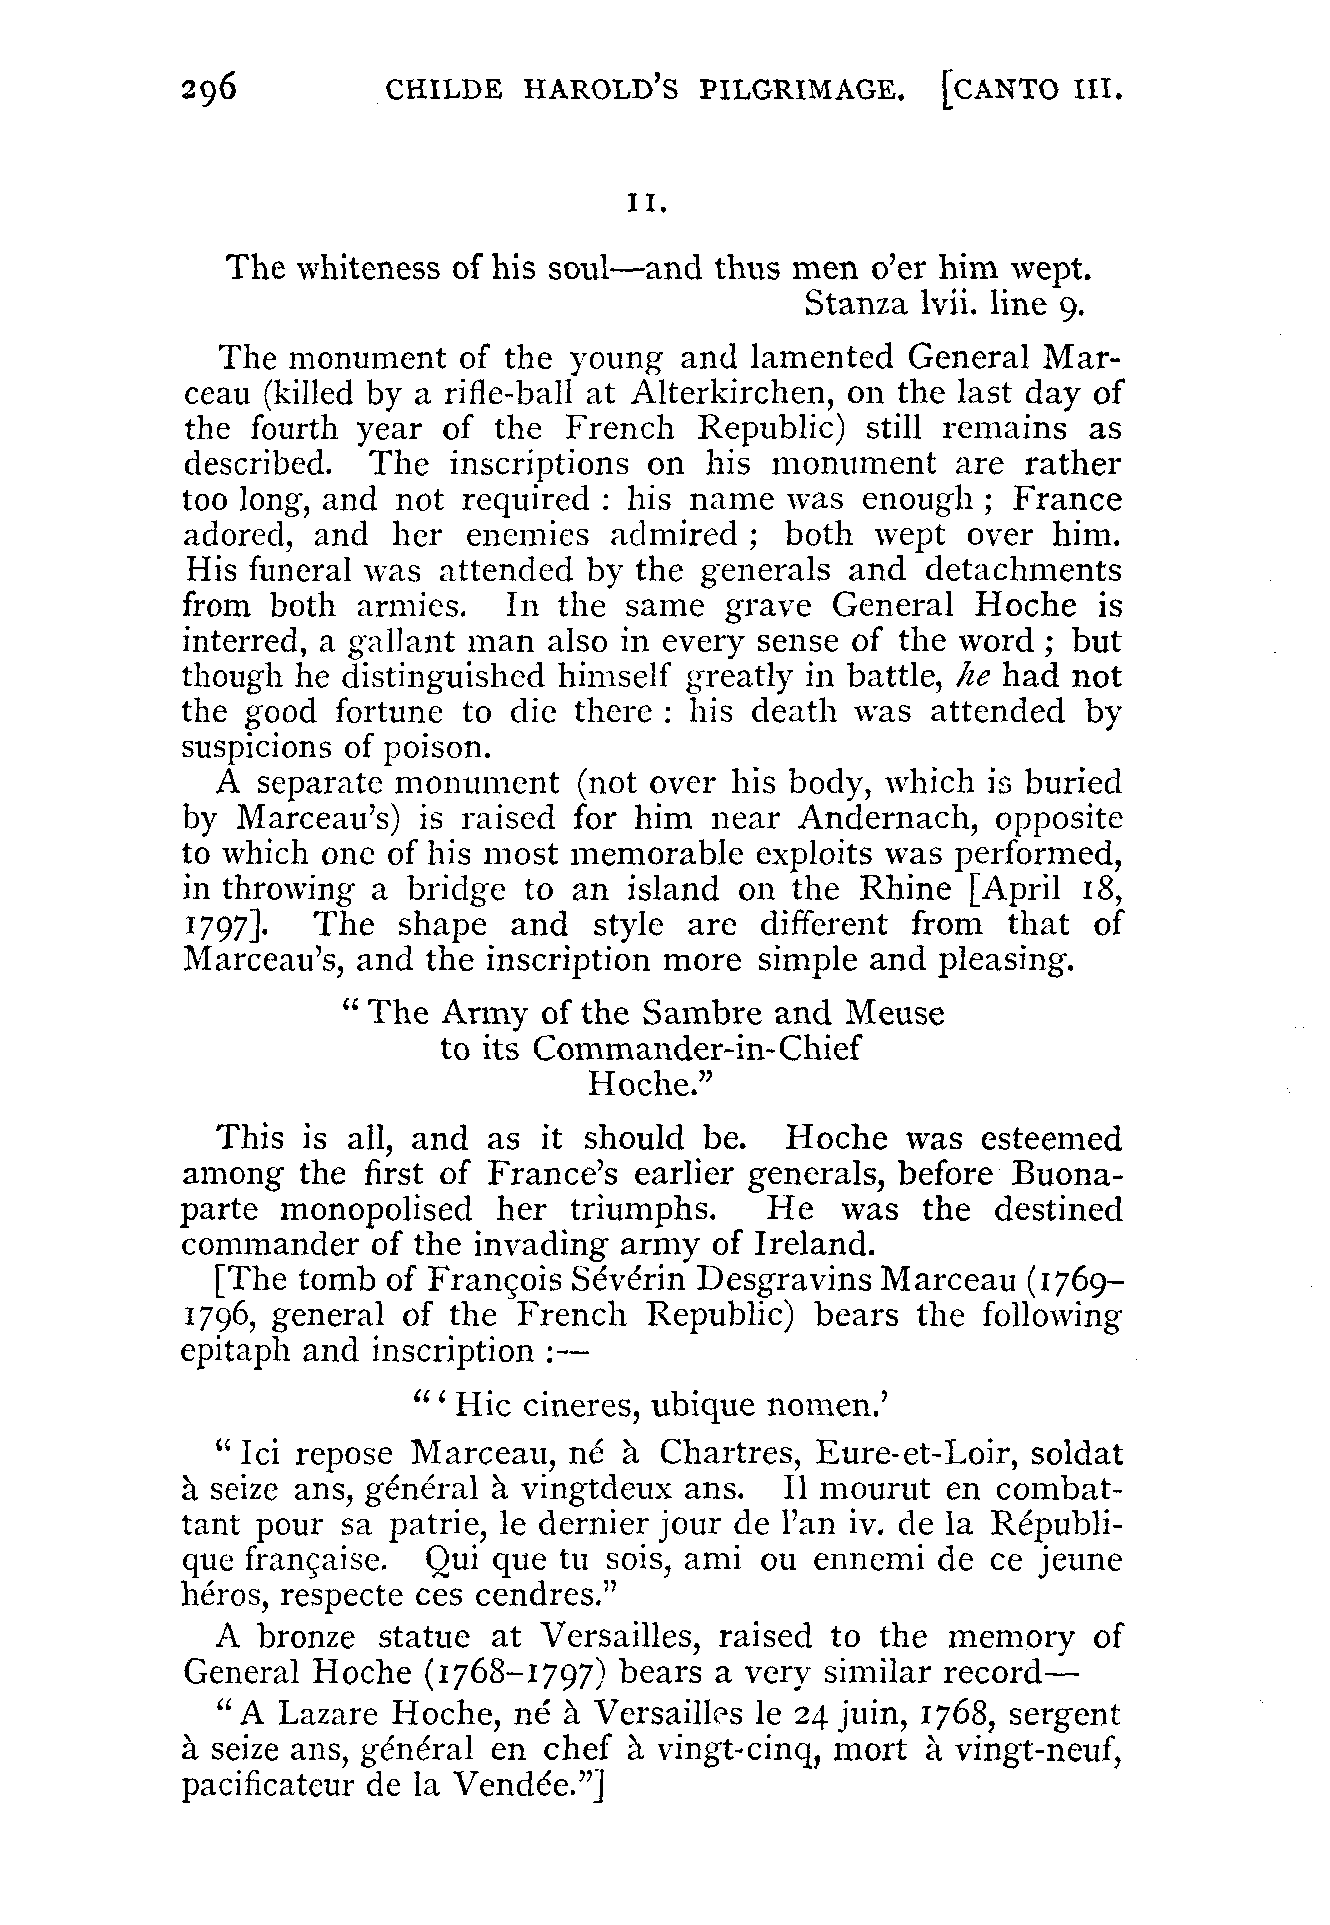 296 CHILDE HAROLD'S PILGRIMAGE. [CANTO III.
11.
The whiteness of his soul—and thus men o'er him wept.
Stanza lvii. line 9.
The monument of the young and lamented General Mar-
ceau (killed by a rifle-ball at Alterkirchen, on the last day of
the fourth year of the French Republic) still remains as
described. The inscriptions on his monument are rather
too long, and not required : his name was enough ; France
adored, and her enemies admired ; both wept over him.
His funeral was attended by the generals and detachments
from both armies. In the same grave General Hoche is
interred, a gallant man also in every sense of the word ; but
though he distinguished himself greatly in battle, he had not
the good fortune to die there : his death was attended by
suspicions of poison.
A separate monument (not over his body, which is buried
by Marceau's) is raised for him near Andernach, opposite
to which one of his most memorable exploits was performed,
in throwing a bridge to an island on the Rhine [April 18,
1797]. The shape and style are different from that of
Marceau's, and the inscription more simple and pleasing.
"The Army of the Sambre and Meuse
to its Commander-in-Chief
Hoche."
This is all, and as it should be. Hoche was esteemed
among the first of France's earlier generals, before Buona-
parte monopolised her triumphs. He was the destined
commander of the invading army of Ireland.
[The tomb of François Sévérin Desgravins Marceau (1769–
1796, general of the French Republic) bears the following
epitaph and inscription :—
"'Hic cineres, ubique nomen.'
"Ici repose Marceau, né à Chartres, Eure-et-Loir, soldat
à seize ans, général à vingtdeux ans. Il mourut en combat-
tant pour sa patrie, le dernier jour de l'an iv. de la Républi-
que française. Qui que tu sois, ami ou ennemi de ce jeune
héros, respecte ces cendres."
A bronze statue at Versailles, raised to the memory of
General Hoche (1768–1797) bears a very similar record—
"A Lazare Hoche, né à Versailles le 24 juin, 1768, sergent
à seize ans, général en chef à vingt-cinq, mort à vingt-neuf,
pacificateur de la Vendée."]